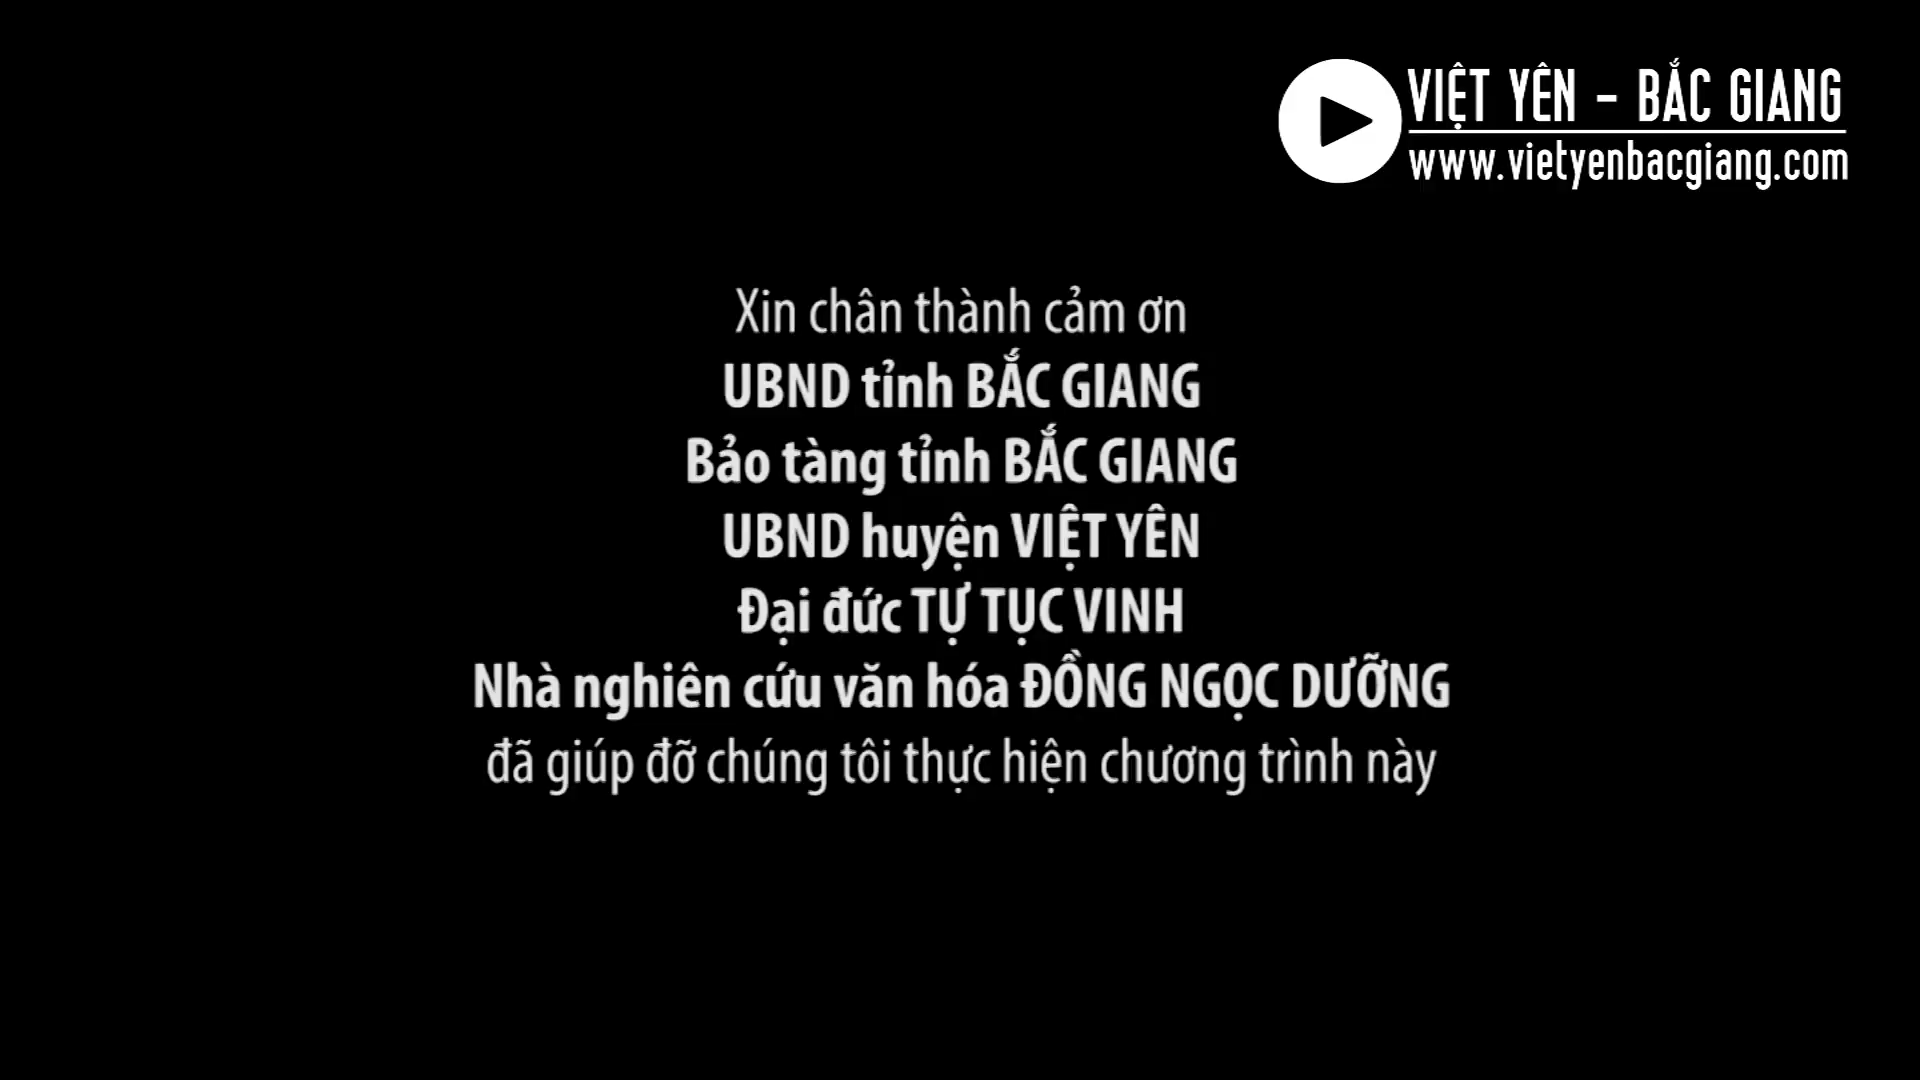 VIỆT YÊN - BẮC GIANG
www.vietyenbacgiang.com
Xin chân thành cảm ơn
UBND tỉnh BẮC GIANG
Bảo tàng tỉnh BẮC GIANG
UBND huyện VIỆT YÊN
Đại đức TỰ TỤC VINH
Nhà nghiên cứu văn hóa ĐỒNG NGỌC DƯỠNG
đã giúp đỡ chúng tôi thực hiện chương trình này